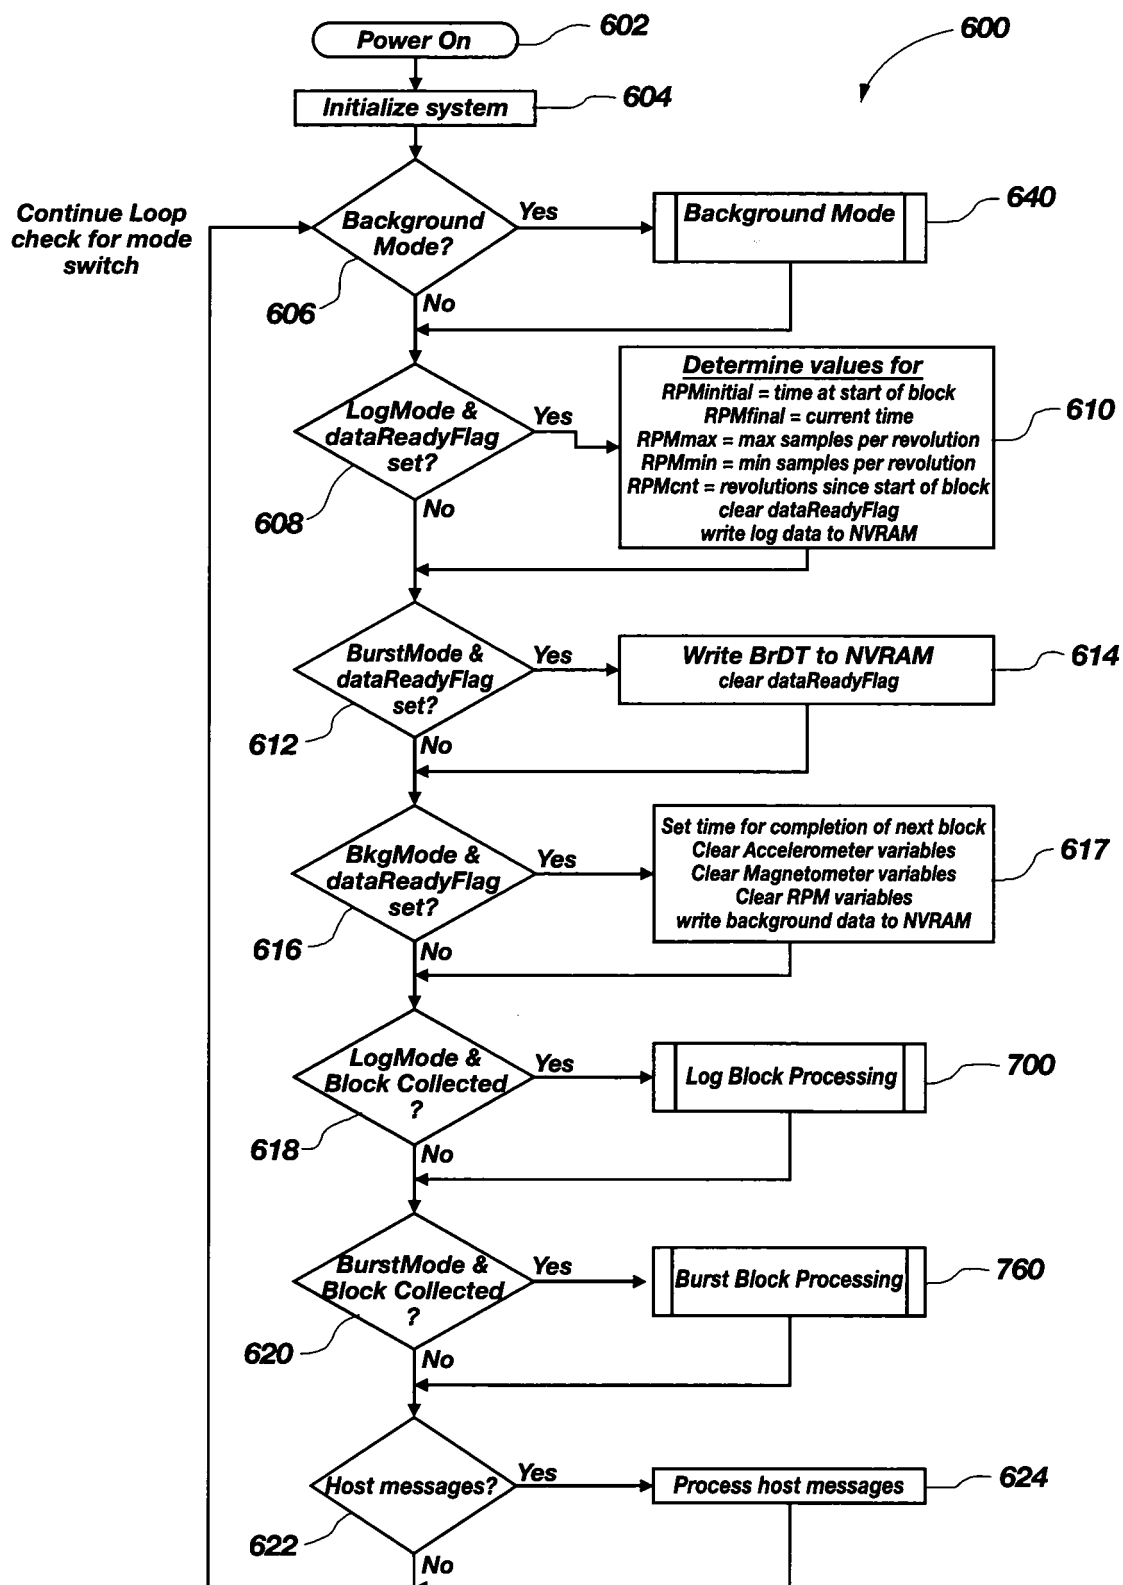 Power On
602
600
Initialize system
604
Continue Loop
check for mode
switch
Background
Mode?
Yes
Background Mode
640
606
No
LogMode &
dataReadyFlag
set?
Yes
Determine values for
RPMinitial = time at start of block
RPMfinal = current time
RPMmax = max samples per revolution
RPMmin = min samples per revolution
RPMcnt = revolutions since start of block
clear dataReadyFlag
write log data to NVRAM
610
608
No
BurstMode &
dataReadyFlag
set?
Yes
Write BrDT to NVRAM
clear dataReadyFlag
614
612
No
BkgMode &
dataReadyFlag
set?
Yes
Set time for completion of next block
Clear Accelerometer variables
Clear Magnetometer variables
Clear RPM variables
write background data to NVRAM
617
616
No
LogMode &
Block Collected
?
Yes
Log Block Processing
700
618
No
BurstMode &
Block Collected
?
Yes
Burst Block Processing
760
620
No
Host messages?
Yes
Process host messages
624
622
No